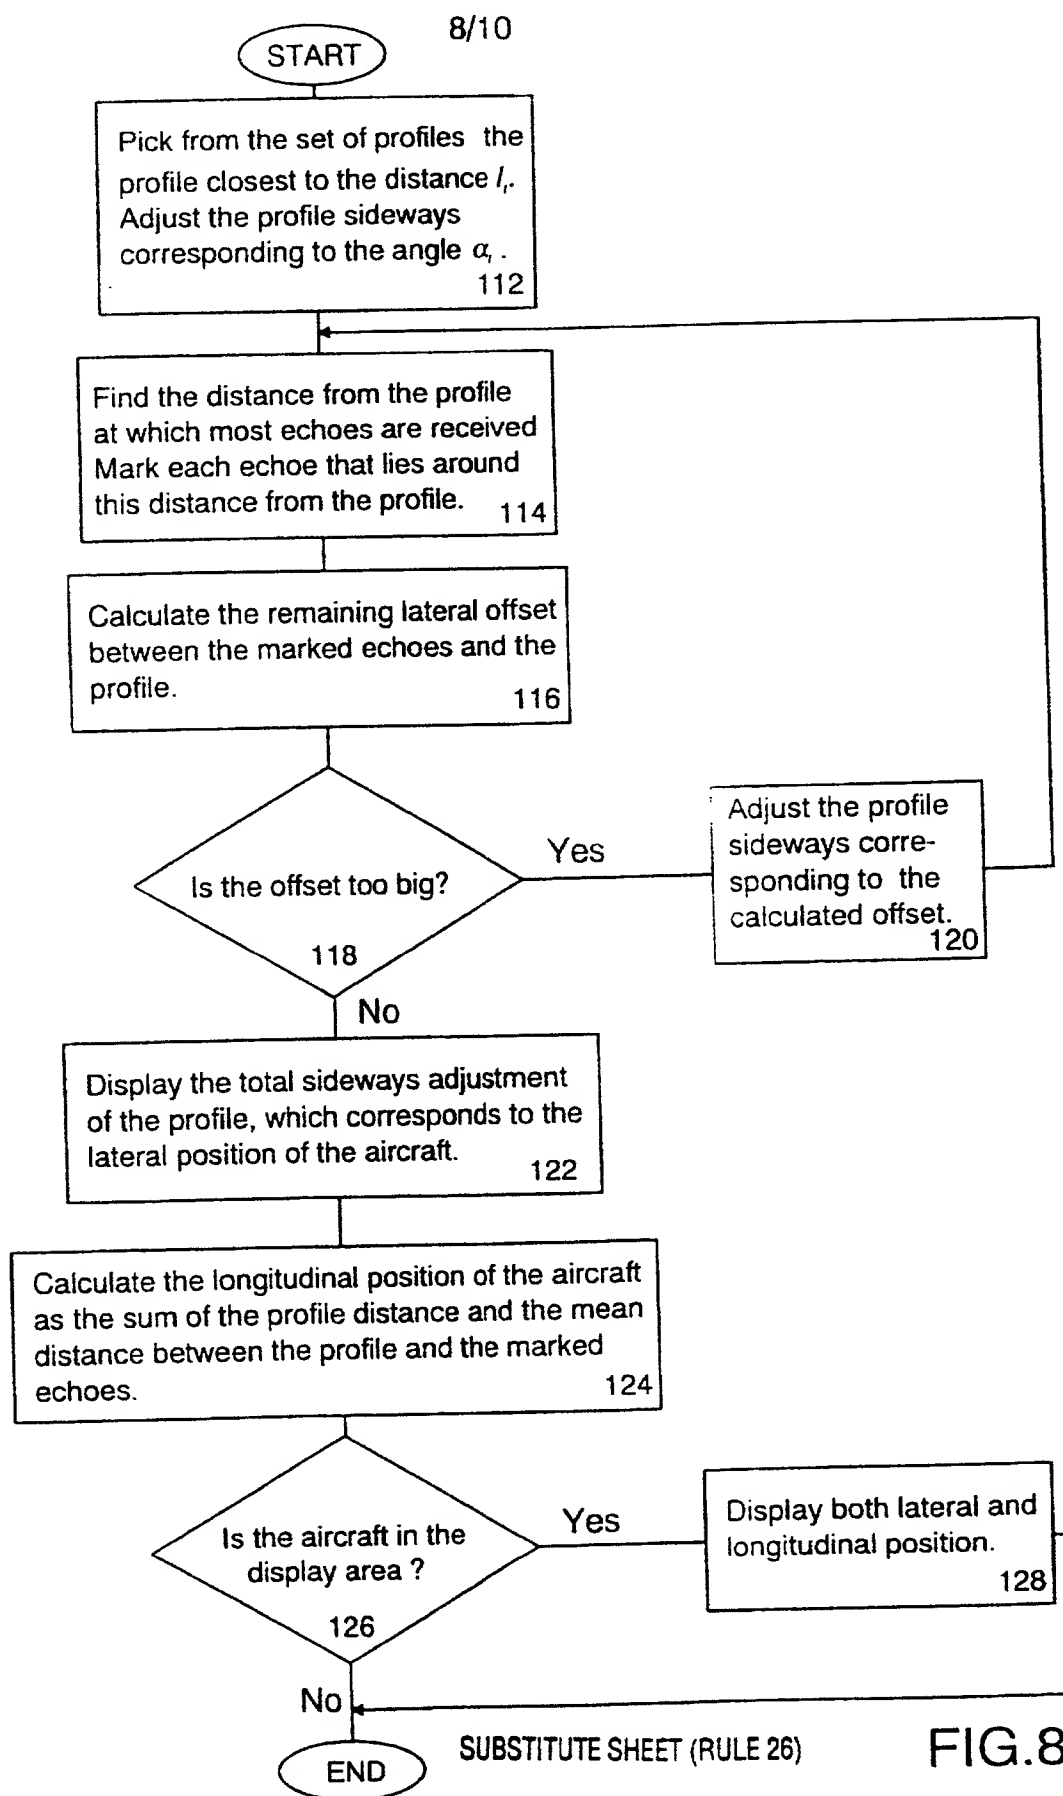 8/10
START
Pick from the set of profiles the
profile closest to the distance lₜ.
Adjust the profile sideways
corresponding to the angle αₜ.
112
Find the distance from the profile
at which most echoes are received
Mark each echoe that lies around
this distance from the profile.
114
Calculate the remaining lateral offset
between the marked echoes and the
profile.
116
Is the offset too big?
118
Yes
Adjust the profile
sideways corre-
sponding to the
calculated offset.
120
No
Display the total sideways adjustment
of the profile, which corresponds to the
lateral position of the aircraft.
122
Calculate the longitudinal position of the aircraft
as the sum of the profile distance and the mean
distance between the profile and the marked
echoes.
124
Is the aircraft in the
display area ?
126
Yes
Display both lateral and
longitudinal position.
128
No
END
SUBSTITUTE SHEET (RULE 26)
FIG.8